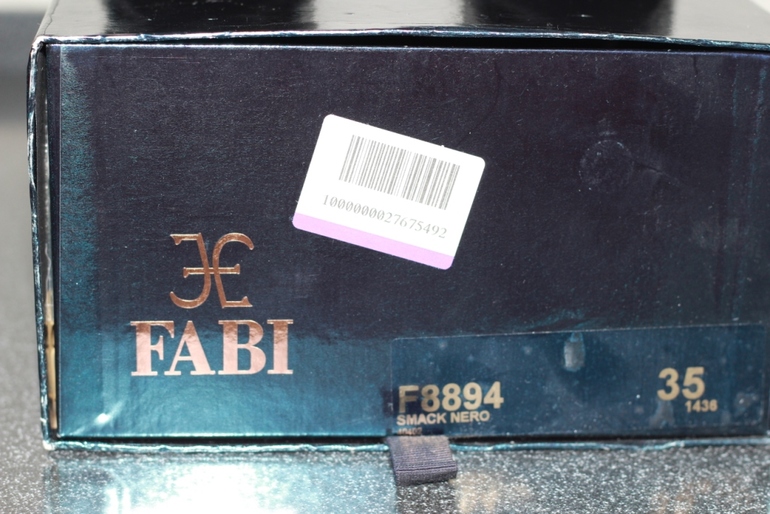 1000000027675492
FABI
F8894
35
SMACK NERO
1436